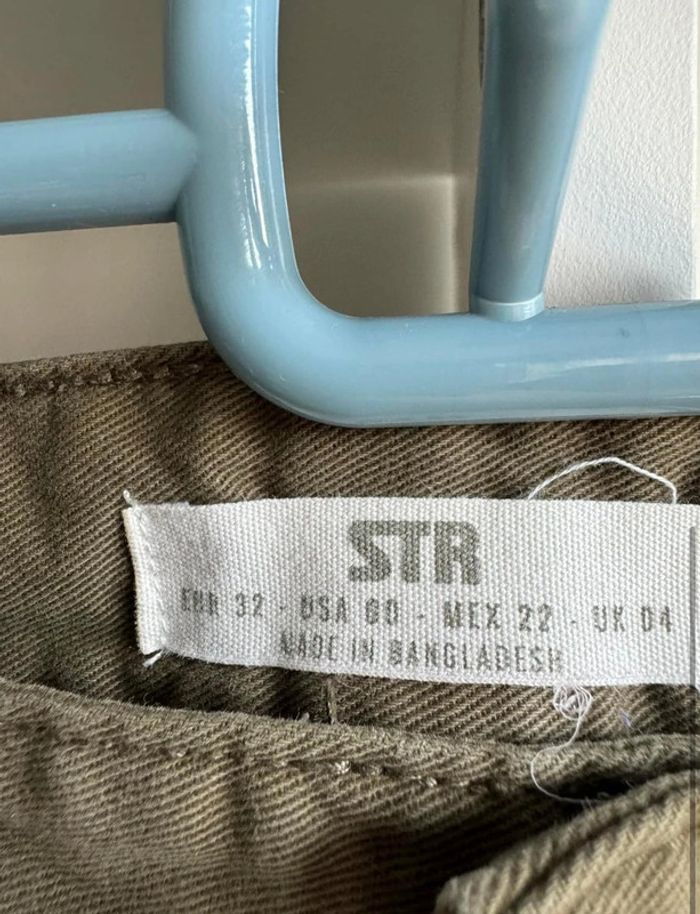 STR
EUR 32 - USA 00 - MEX 22 - UK 04
MADE IN BANGLADESH